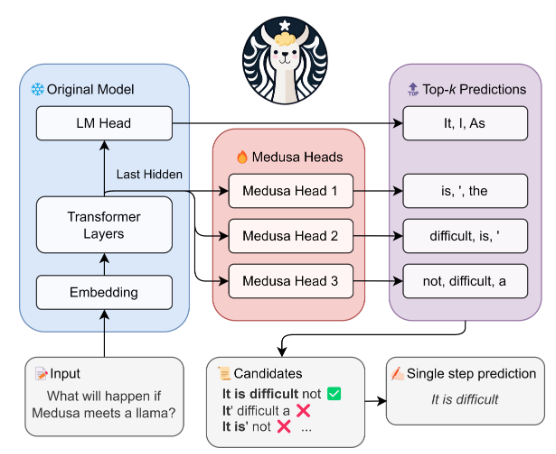 Original Model
LM Head
Last Hidden
Transformer
Layers
Embedding
Medusa Heads
Medusa Head 1
Medusa Head 2
Medusa Head 3
TOP
Top-k Predictions
It, I, As
is, ', the
difficult, is, '
not, difficult, a
Input
What will happen if
Medusa meets a llama?
Candidates
It is difficult not ✅
It' difficult a ❌
It is' not ❌ ...
Single step prediction
It is difficult